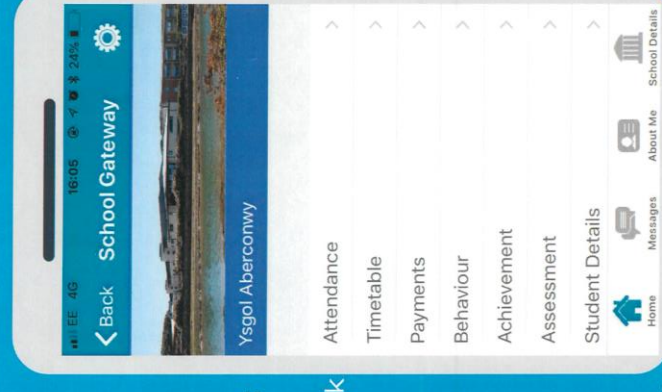 EE 4G 16:05 24%
Back School Gateway
Ysgol Aberconwy
Attendance
Timetable
Payments
Behaviour
Achievement
Assessment
Student Details
Home Messages About Me School Details
k